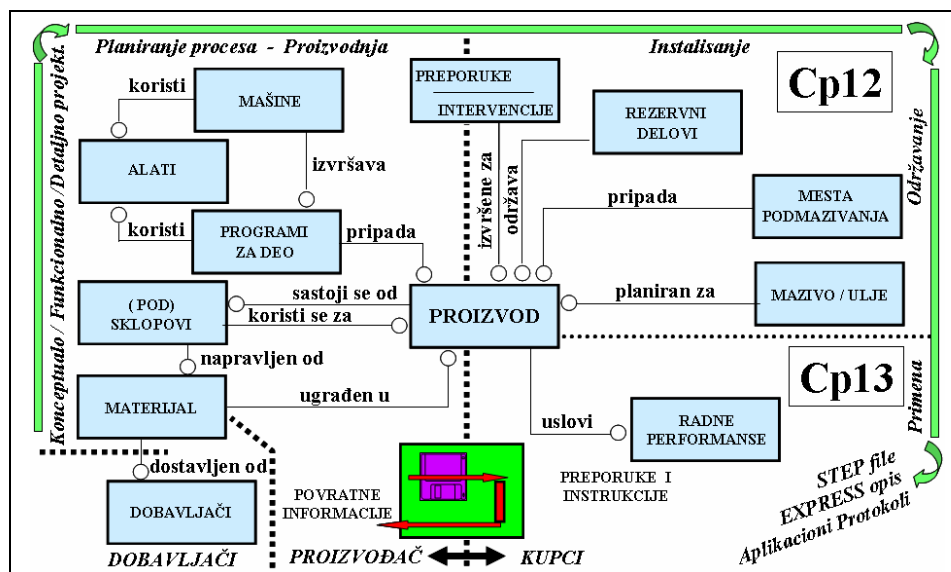 Planiranje procesa - Proizvodnja
Instalisanje
Konceptualo / Funkcionalno /Detaljno projekt.
koristi
MAŠINE
PREPORUKE
INTERVENCIJE
REZERVNI
DELOVI
Cp12
Održavanje
ALATI
izvršava
izvršene za
održava
pripada
MESTA
PODMAZIVANJA
koristi
PROGRAMI
ZA DEO
pripada
( POD)
SKLOPOVI
sastoji se od
koristi se za
PROIZVOD
planiran za
MAZIVO / ULJE
napravljen od
Cp13
MATERIJAL
ugrađen u
uslovi
RADNE
PERFORMANSE
Primena
dostavljen od
DOBAVLJAČI
POVRATNE
INFORMACIJE
PREPORUKE I
INSTRUKCIJE
STEP file
EXPRESS opis
Aplikacioni Protokoli
DOBAVLJAČI
PROIZVOĐAČ
KUPCI